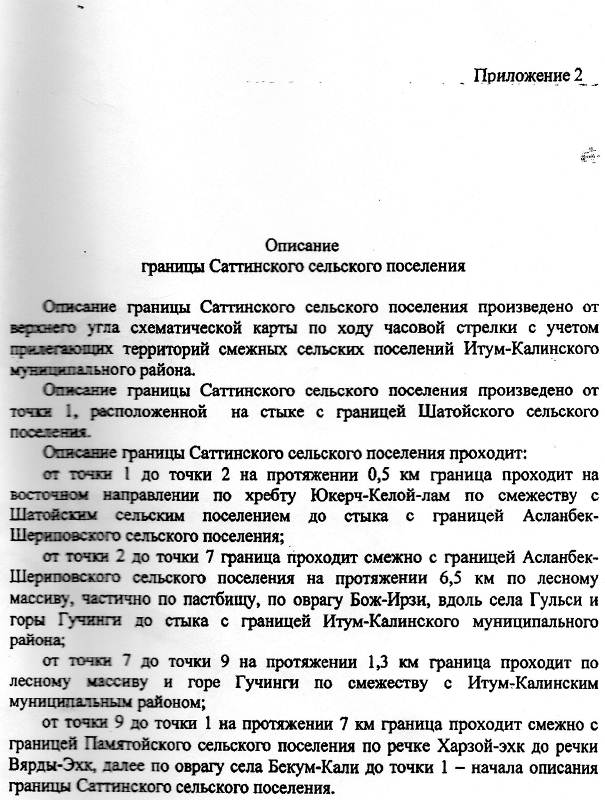 Приложение 2
Описание
границы Саттинского сельского поселения
Описание границы Саттинского сельского поселения произведено от
верхнего угла схематической карты по ходу часовой стрелки с учетом
прилегающих территорий смежных сельских поселений Итум-Калинского
муниципального района.
Описание границы Саттинского сельского поселения произведено от
точки 1, расположенной на стыке с границей Шатойского сельского
поселения.
Описание границы Саттинского сельского поселения проходит:
от точки 1 до точки 2 на протяжении 0,5 км граница проходит на
восточном направлении по хребту Юкерч-Келой-лам по смежеству с
Шатойским сельским поселением до стыка с границей Асланбек-
Шериповского сельского поселения;
от точки 2 до точки 7 граница проходит смежно с границей Асланбек-
Шериповского сельского поселения на протяжении 6,5 км по лесному
массиву, частично по пастбищу, по оврагу Бож-Ирзи, вдоль села Гульси и
горы Гучинги до стыка с границей Итум-Калинского муниципального
района;
от точки 7 до точки 9 на протяжении 1,3 км граница проходит по
лесному массиву и горе Гучинги по смежеству с Итум-Калинским
муниципальным районом;
от точки 9 до точки 1 на протяжении 7 км граница проходит смежно с
границей Памятойского сельского поселения по речке Харзой-эхк до речки
Вярды-Эхк, далее по оврагу села Бекум-Кали до точки 1 – начала описания
границы Саттинского сельского поселения.